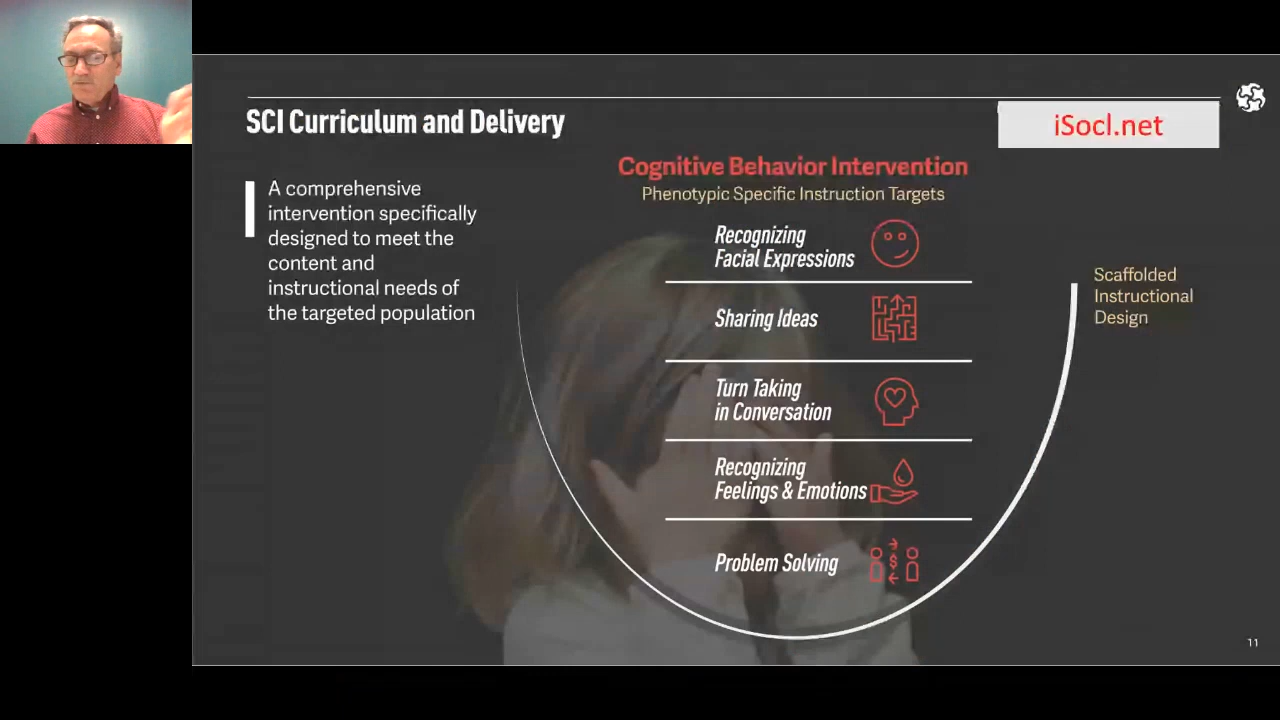 SCI Curriculum and Delivery
iSocl.net
A comprehensive
intervention specifically
designed to meet the
content and
instructional needs of
the targeted population
Cognitive Behavior Intervention
Phenotypic Specific Instruction Targets
Recognizing
Facial Expressions
Sharing Ideas
Turn Taking
in Conversation
Recognizing
Feelings & Emotions
Problem Solving
$
Scaffolded
Instructional
Design
11